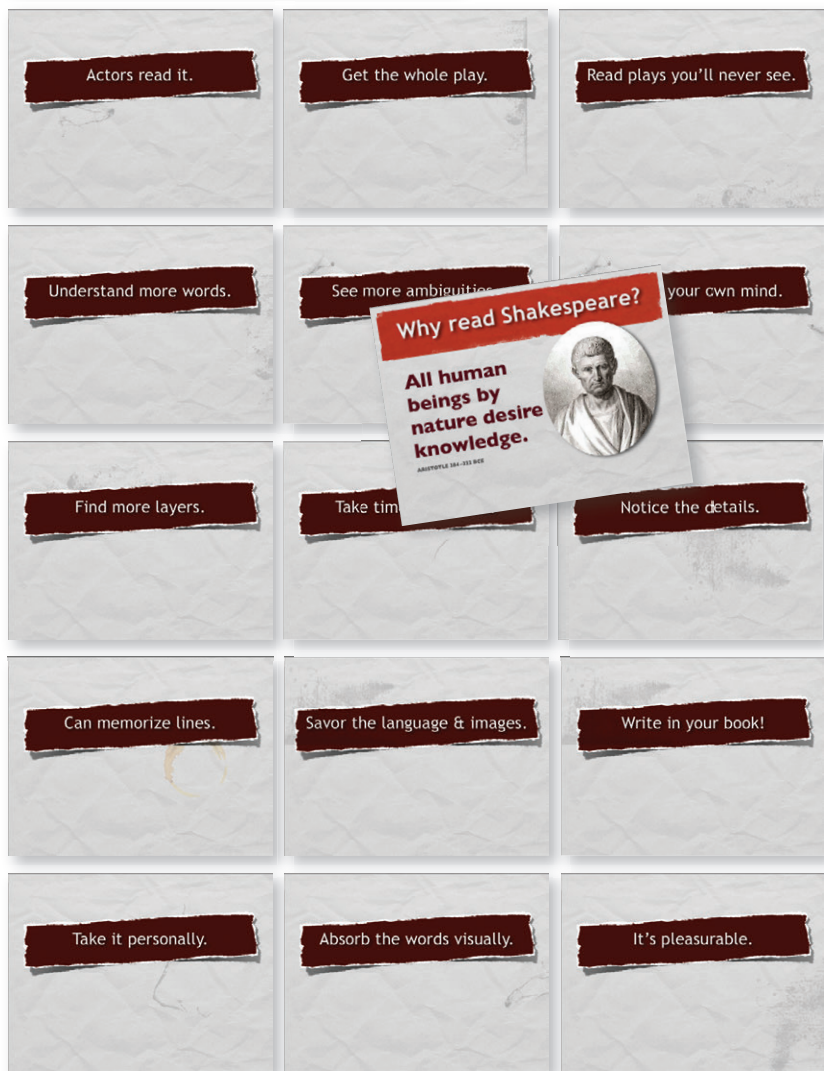 Actors read it.
Get the whole play.
Read plays you'll never see.
Understand more words.
See more ambiguities
your own mind.
Why read Shakespeare?
All human
beings by
nature desire
knowledge.
ARISTOTLE 384–322 BCE
Find more layers.
Take
Notice the details.
Can memorize lines.
Savor the language & images.
Write in your book!
Take it personally.
Absorb the words visually.
It's pleasurable.